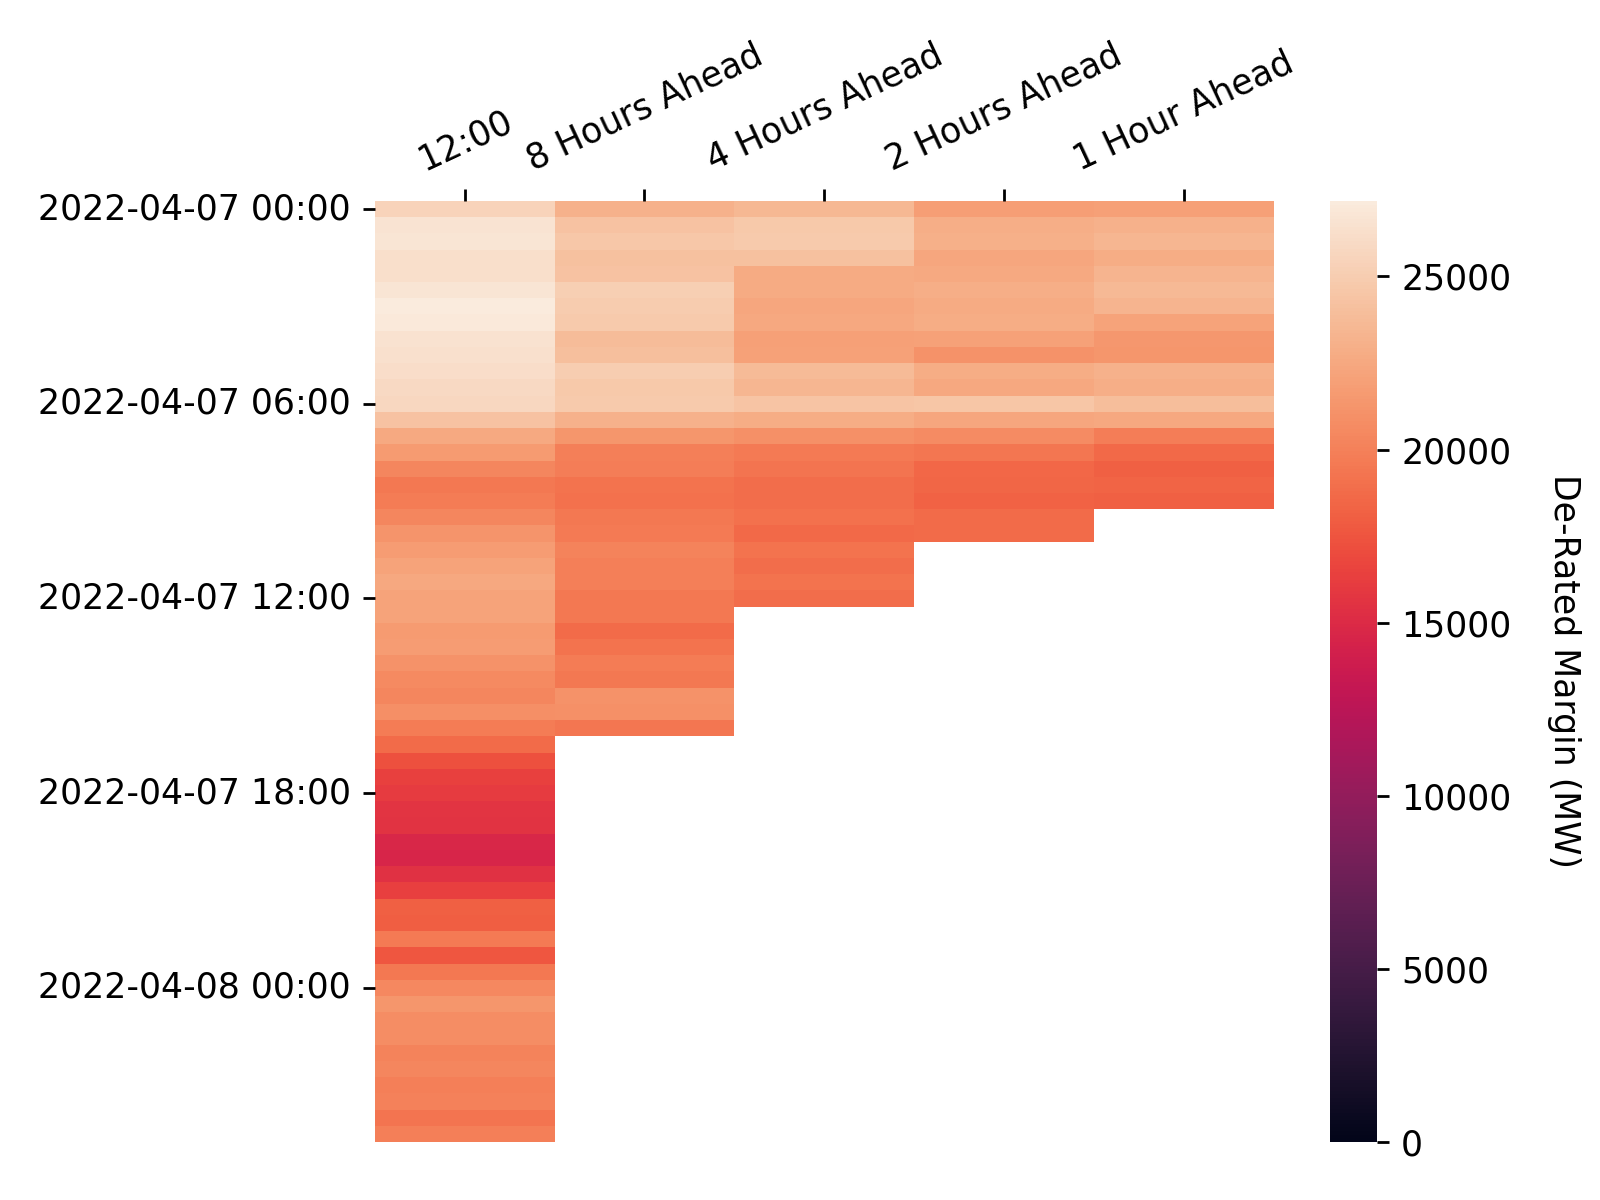 12:00
8 Hours Ahead
4 Hours Ahead
2 Hours Ahead
1 Hour Ahead
2022-04-07 00:00
2022-04-07 06:00
2022-04-07 12:00
2022-04-07 18:00
2022-04-08 00:00
25000
20000
15000
10000
5000
0
De-Rated Margin (MW)